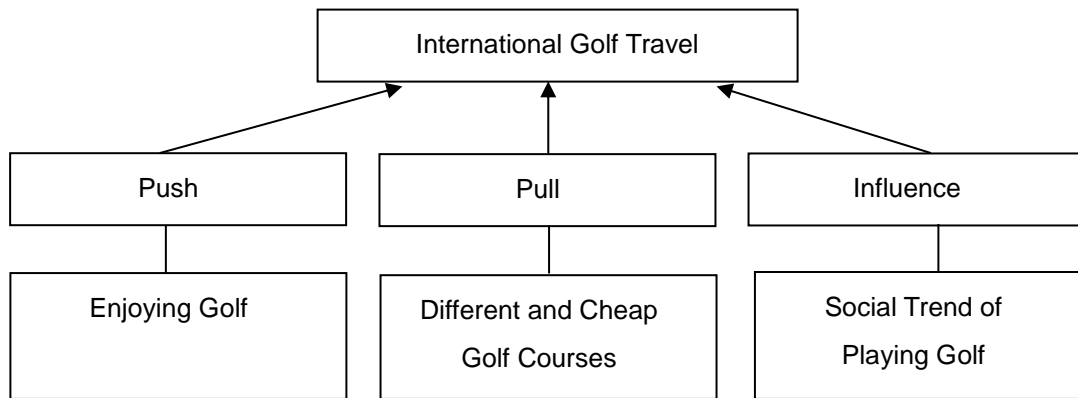 International Golf Travel
Push
Pull
Influence
Enjoying Golf
Different and Cheap
Golf Courses
Social Trend of
Playing Golf